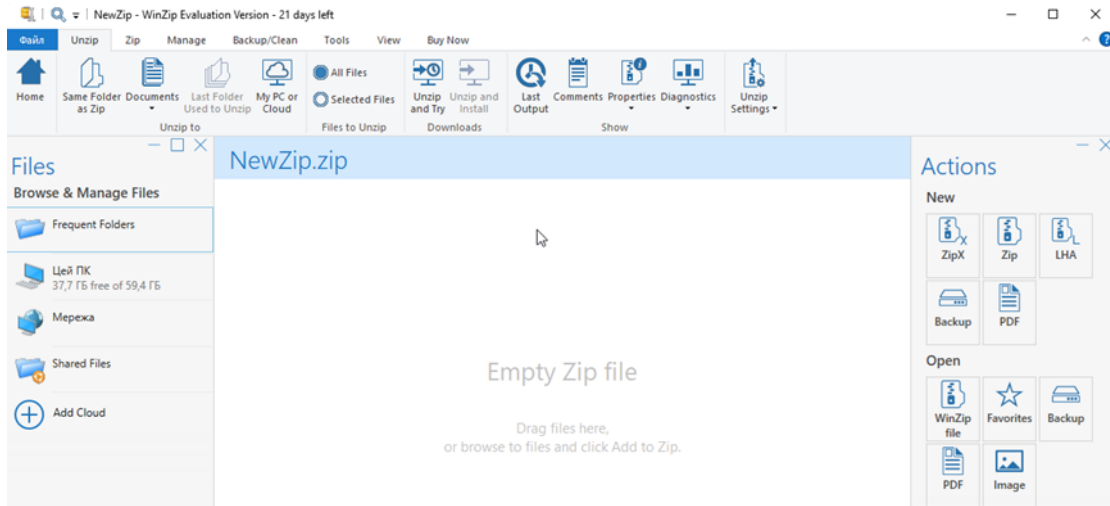 NewZip - WinZip Evaluation Version - 21 days left
Файл Unzip Zip Manage Backup/Clean Tools View Buy Now
Home
Same Folder as Zip
Documents
Last Folder Used to Unzip
My PC or Cloud
Unzip to
All Files
Selected Files
Files to Unzip
Unzip and Try
Unzip and Install
Downloads
Last Output
Comments
Properties
Diagnostics
Show
Unzip Settings
Files
Browse & Manage Files
Frequent Folders
Цей ПК
37,7 ГБ free of 59,4 ГБ
Мережа
Shared Files
Add Cloud
NewZip.zip
Empty Zip file
Drag files here,
or browse to files and click Add to Zip.
Actions
New
ZipX
Zip
LHA
Backup
PDF
Open
WinZip file
Favorites
Backup
PDF
Image